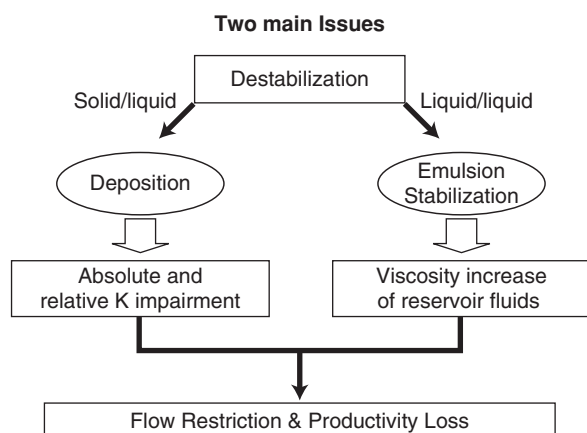 Two main Issues
Destabilization
Solid/liquid
Liquid/liquid
Deposition
Emulsion
Stabilization
Absolute and
relative K impairment
Viscosity increase
of reservoir fluids
Flow Restriction & Productivity Loss